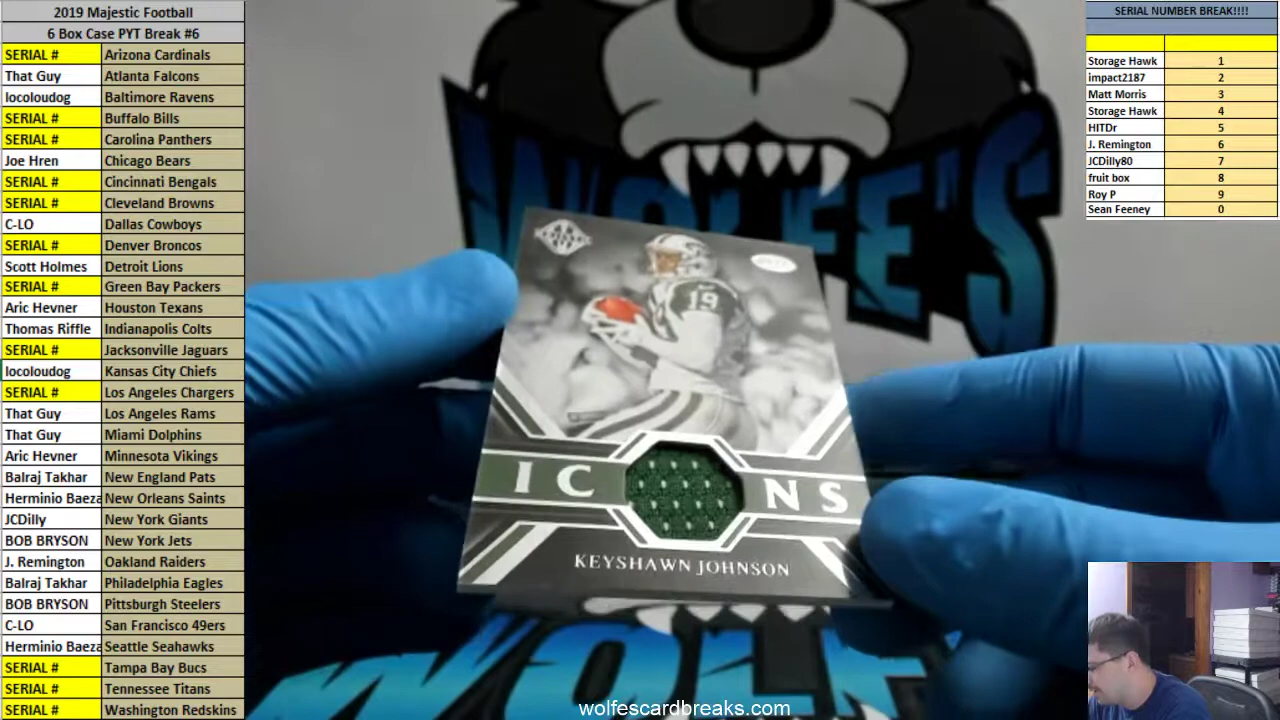 2019 Majestic Football
6 Box Case PYT Break #6
SERIAL # Arizona Cardinals
That Guy Atlanta Falcons
locoloudog Baltimore Ravens
SERIAL # Buffalo Bills
SERIAL # Carolina Panthers
Joe Hren Chicago Bears
SERIAL # Cincinnati Bengals
SERIAL # Cleveland Browns
C-LO Dallas Cowboys
SERIAL # Denver Broncos
Scott Holmes Detroit Lions
SERIAL # Green Bay Packers
Aric Hevner Houston Texans
Thomas Riffle Indianapolis Colts
SERIAL # Jacksonville Jaguars
locoloudog Kansas City Chiefs
SERIAL # Los Angeles Chargers
That Guy Los Angeles Rams
That Guy Miami Dolphins
Aric Hevner Minnesota Vikings
Balraj Takhar New England Pats
Herminio Baeza New Orleans Saints
JCDilly New York Giants
BOB BRYSON New York Jets
J. Remington Oakland Raiders
Balraj Takhar Philadelphia Eagles
BOB BRYSON Pittsburgh Steelers
C-LO San Francisco 49ers
Herminio Baeza Seattle Seahawks
SERIAL # Tampa Bay Bucs
SERIAL # Tennessee Titans
SERIAL # Washington Redskins
WOLFE'S
19
IC NS
KEYSHAWN JOHNSON
WOLF
wolfescardbreaks.com
SERIAL NUMBER BREAK!!!!
Storage Hawk 1
impact2187 2
Matt Morris 3
Storage Hawk 4
HITDr 5
J. Remington 6
JCDilly80 7
fruit box 8
Roy P 9
Sean Feeney 0